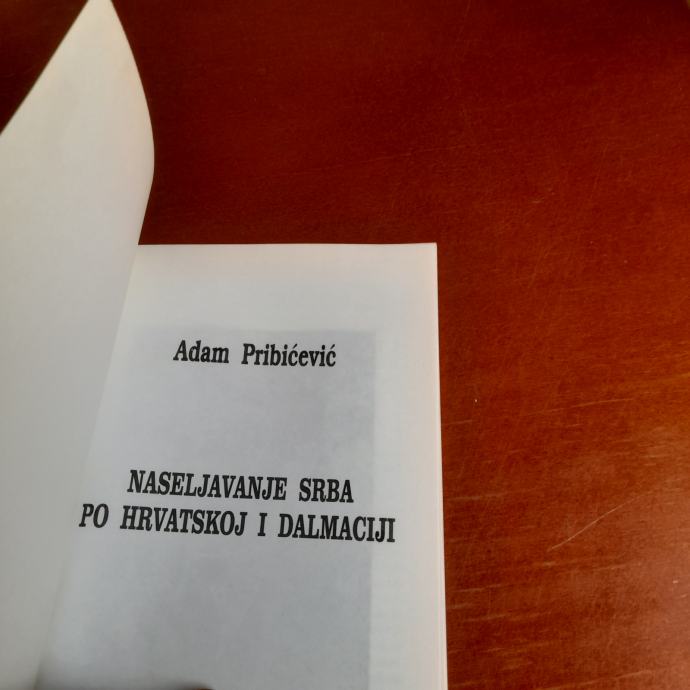 Adam Pribićević
NASELJAVANJE SRBA
PO HRVATSKOJ I DALMACIJI